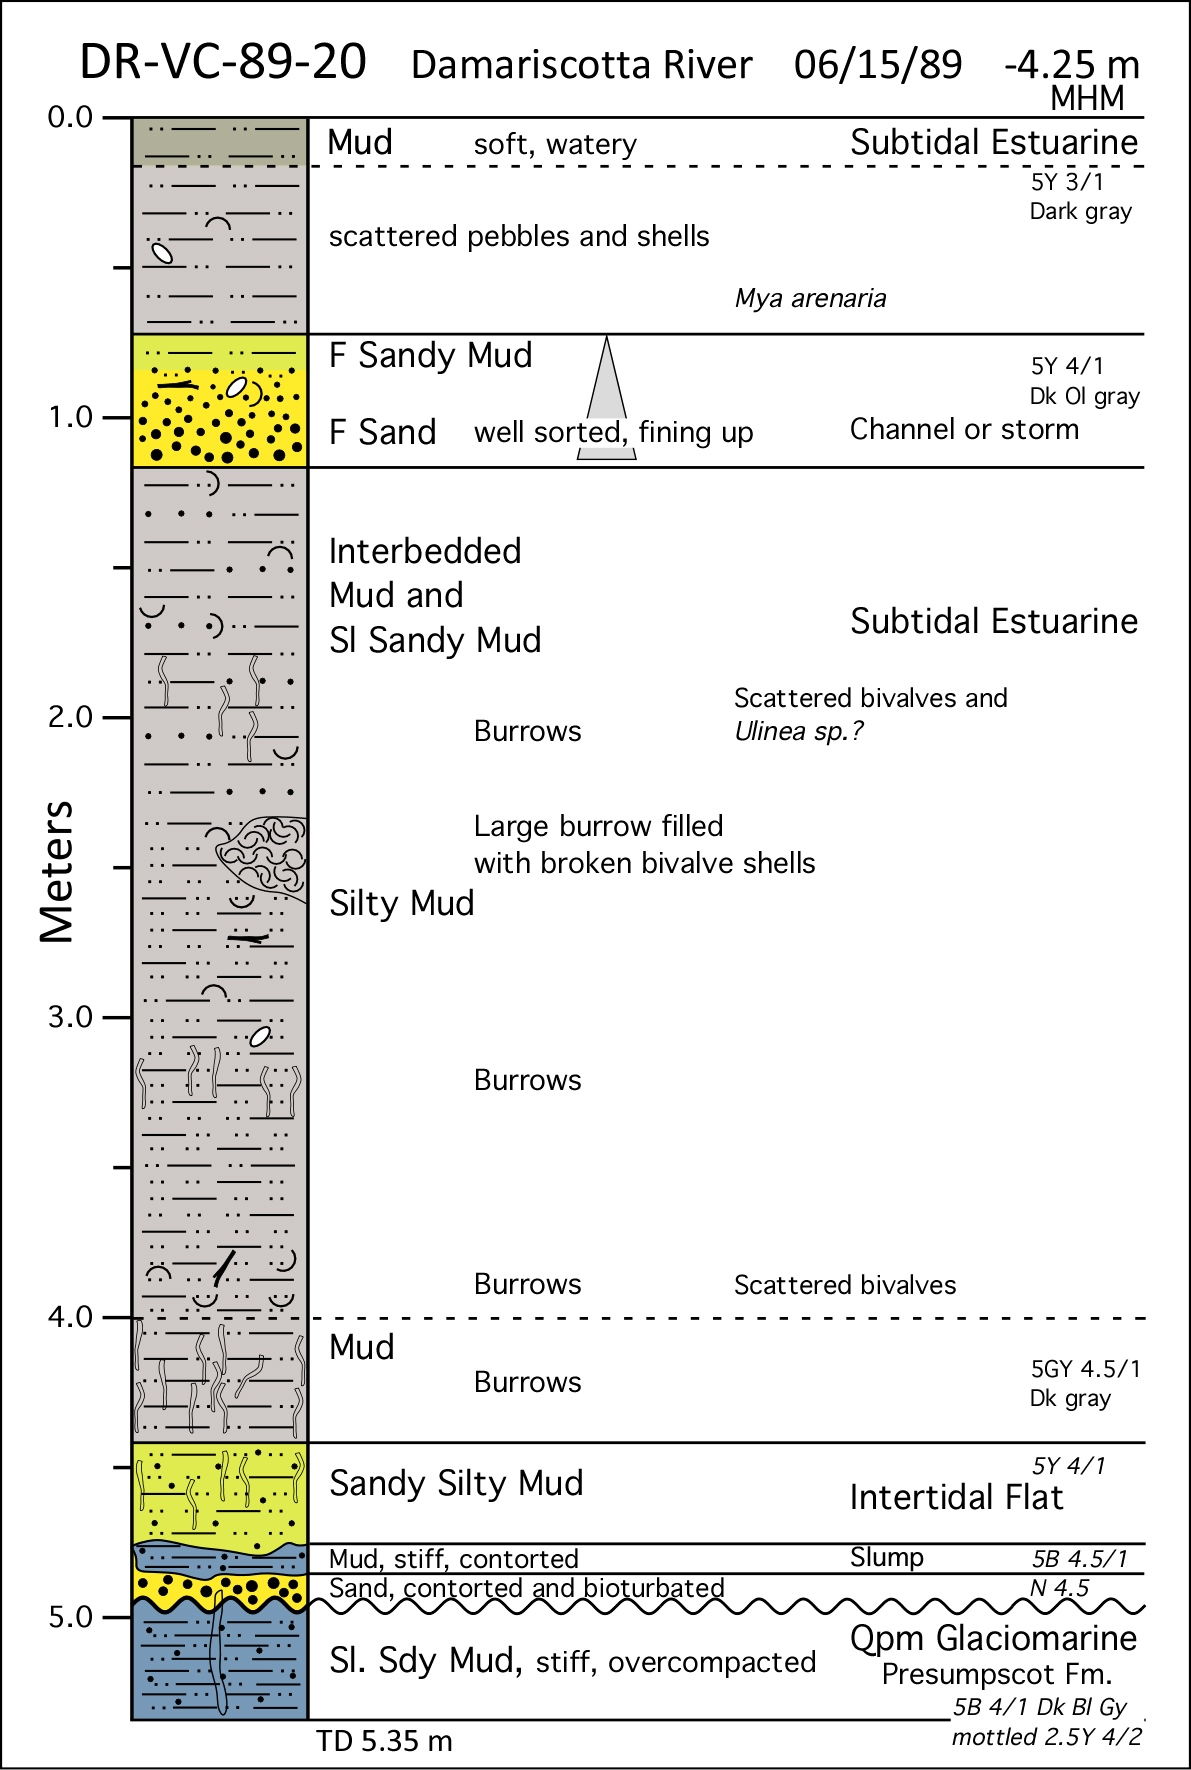 DR-VC-89-20 Damariscotta River 06/15/89 -4.25 m
MHM
0.0
Mud soft, watery Subtidal Estuarine
5Y 3/1
Dark gray
scattered pebbles and shells
Mya arenaria
F Sandy Mud
5Y 4/1
Dk Ol gray
1.0
F Sand well sorted, fining up Channel or storm
Interbedded
Mud and
Sl Sandy Mud
Subtidal Estuarine
Scattered bivalves and
Ulinea sp.?
2.0
Burrows
Large burrow filled
with broken bivalve shells
Meters
Silty Mud
3.0
Burrows
Burrows Scattered bivalves
4.0
Mud
Burrows
5GY 4.5/1
Dk gray
5Y 4/1
Sandy Silty Mud
Intertidal Flat
Mud, stiff, contorted Slump 5B 4.5/1
Sand, contorted and bioturbated N 4.5
5.0
Qpm Glaciomarine
Presumpscot Fm.
Sl. Sdy Mud, stiff, overcompacted
5B 4/1 Dk Bl Gy
mottled 2.5Y 4/2
TD 5.35 m